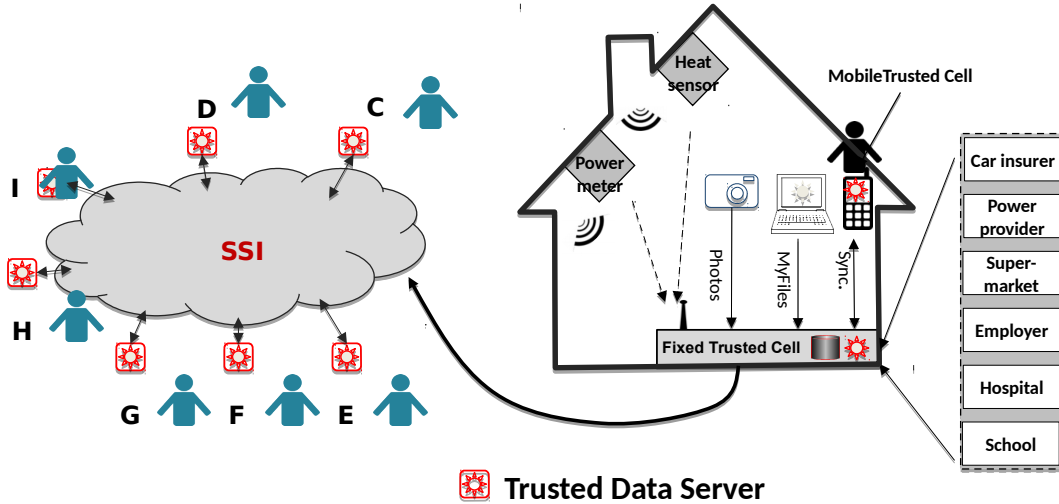 D
C
I
SSI
H
G
F
E
Heat
sensor
Power
meter
MobileTrusted Cell
Photos
MyFiles
Sync.
Fixed Trusted Cell
Car insurer
Power
provider
Super-
market
Employer
Hospital
School
Trusted Data Server